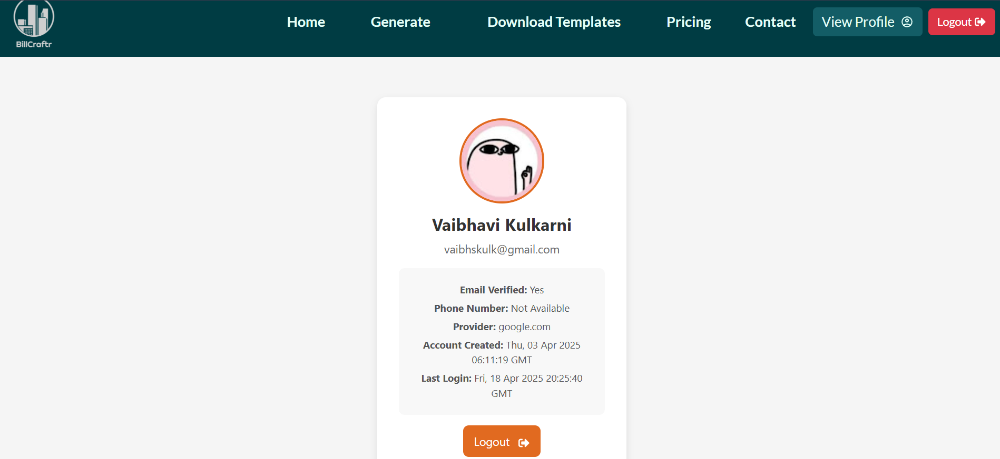 BillCraftr
Home
Generate
Download Templates
Pricing
Contact
View Profile
Logout
Vaibhavi Kulkarni
vaibhskulk@gmail.com
Email Verified: Yes
Phone Number: Not Available
Provider: google.com
Account Created: Thu, 03 Apr 2025
06:11:19 GMT
Last Login: Fri, 18 Apr 2025 20:25:40
GMT
Logout